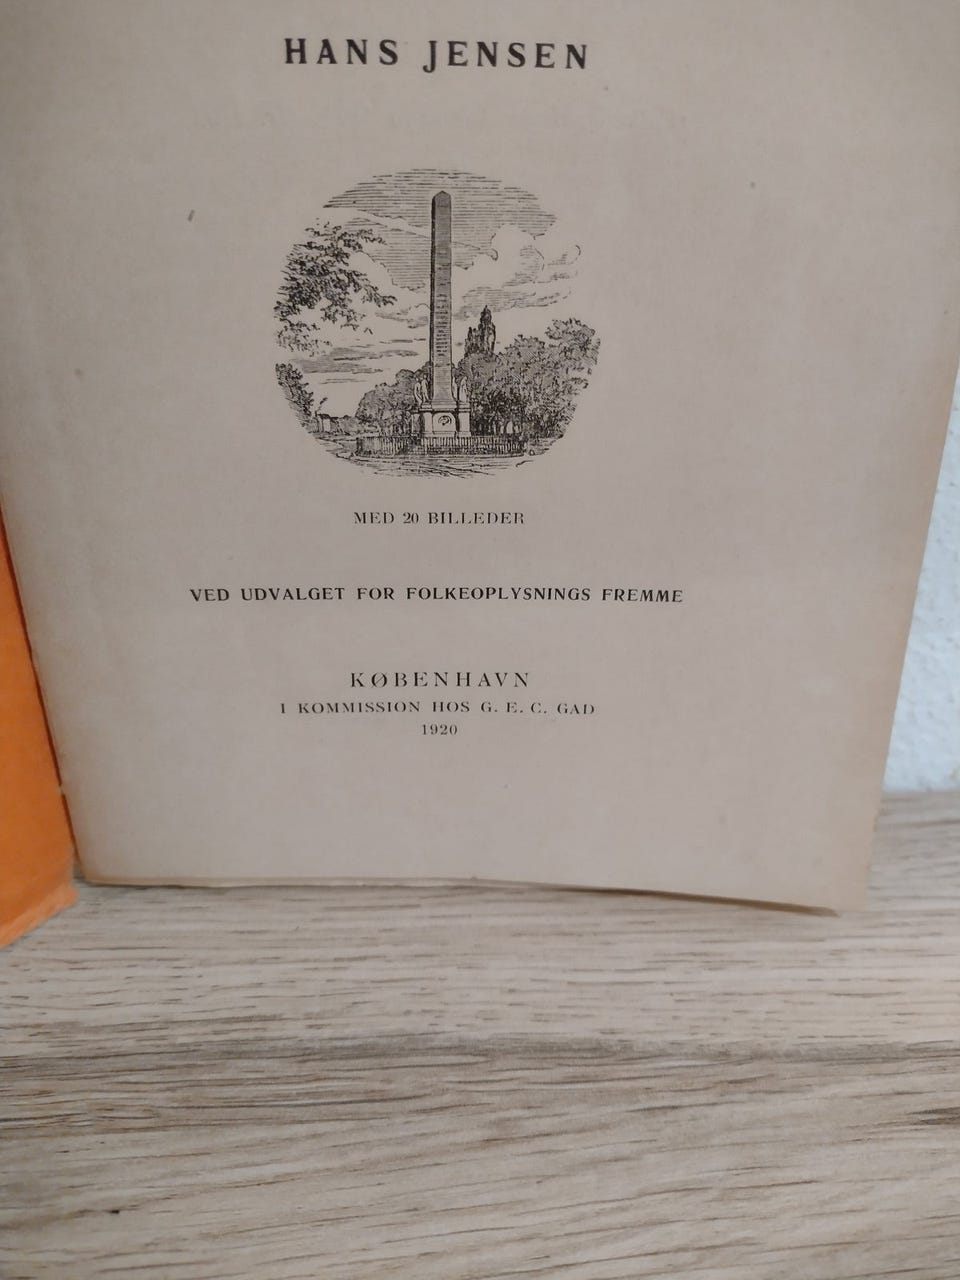 HANS JENSEN
MED 20 BILLEDER
VED UDVALGET FOR FOLKEOPLYSNINGS FREMME
KØBENHAVN
I KOMMISSION HOS G. E. C. GAD
1920